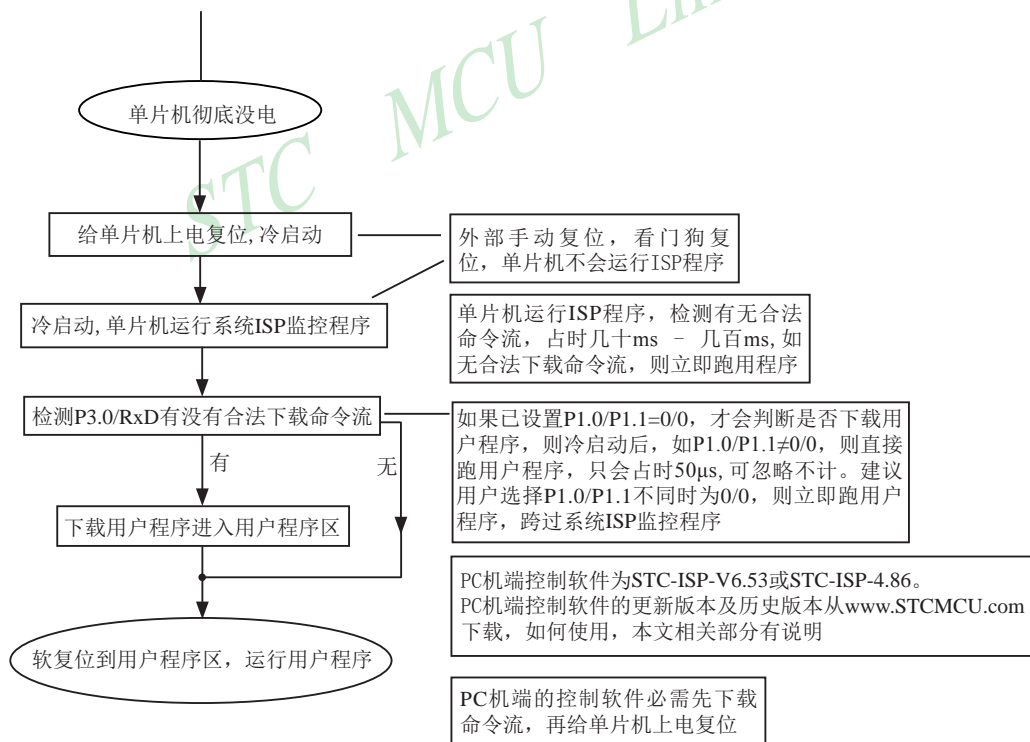 STC MCU Lim
单片机彻底没电
给单片机上电复位,冷启动
外部手动复位，看门狗复
位，单片机不会运行ISP程序
冷启动,单片机运行系统ISP监控程序
单片机运行ISP程序，检测有无合法
命令流，占时几十ms － 几百ms,如
无合法下载命令流，则立即跑用程序
检测P3.0/RxD有没有合法下载命令流
如果已设置P1.0/P1.1=0/0，才会判断是否下载用
户程序，则冷启动后，如P1.0/P1.1≠0/0，则直接
跑用户程序，只会占时50μs,可忽略不计。建议
用户选择P1.0/P1.1不同时为0/0，则立即跑用户
程序，跨过系统ISP监控程序
有
无
下载用户程序进入用户程序区
PC机端控制软件为STC-ISP-V6.53或STC-ISP-4.86。
PC机端控制软件的更新版本及历史版本从www.STCMCU.com
下载，如何使用，本文相关部分有说明
软复位到用户程序区，运行用户程序
PC机端的控制软件必需先下载
命令流，再给单片机上电复位